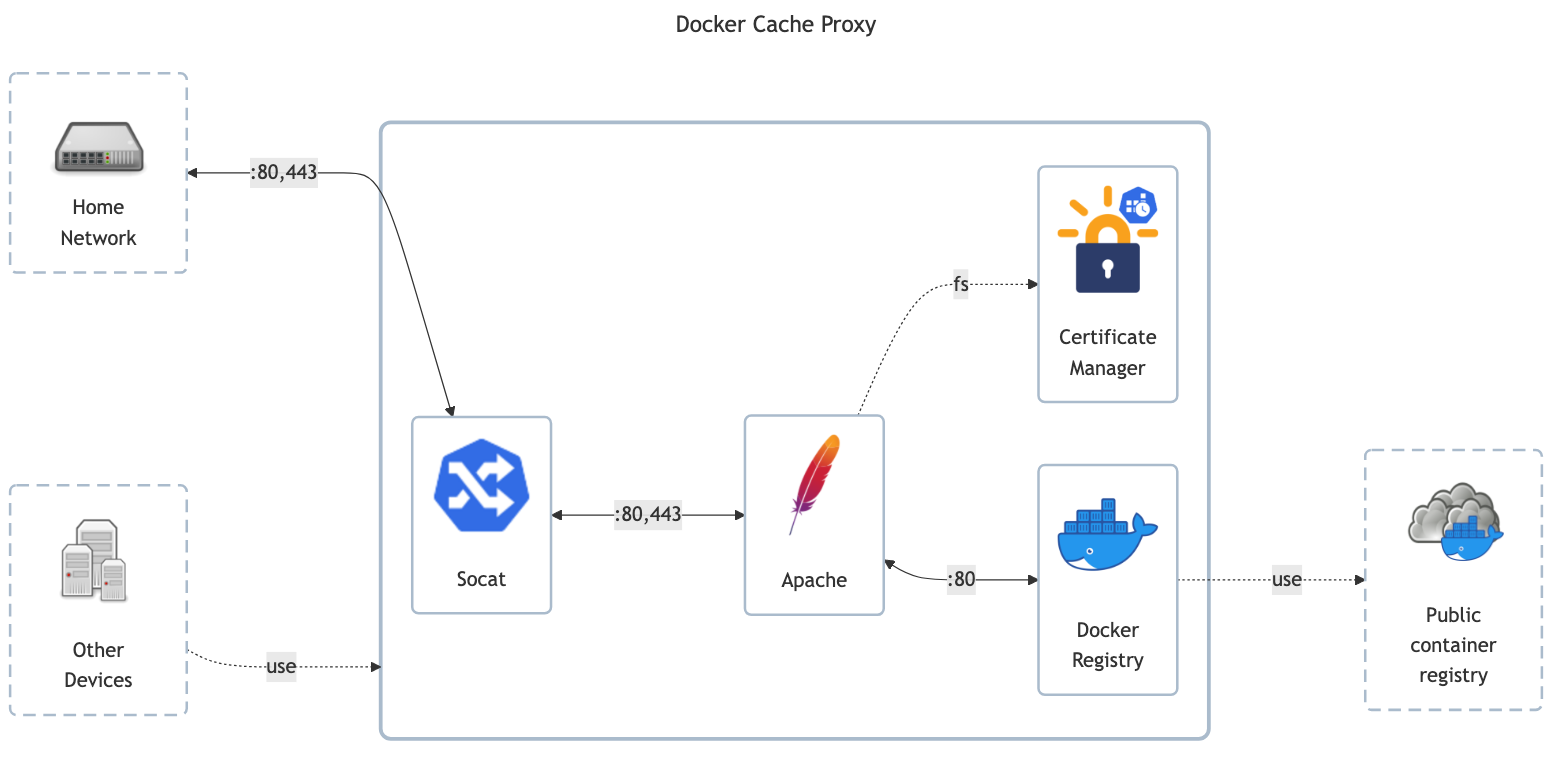 Docker Cache Proxy
Home
Network
:80,443
Other
Devices
use
Socat
:80,443
Apache
fs
Certificate
Manager
:80
Docker
Registry
use
Public
container
registry